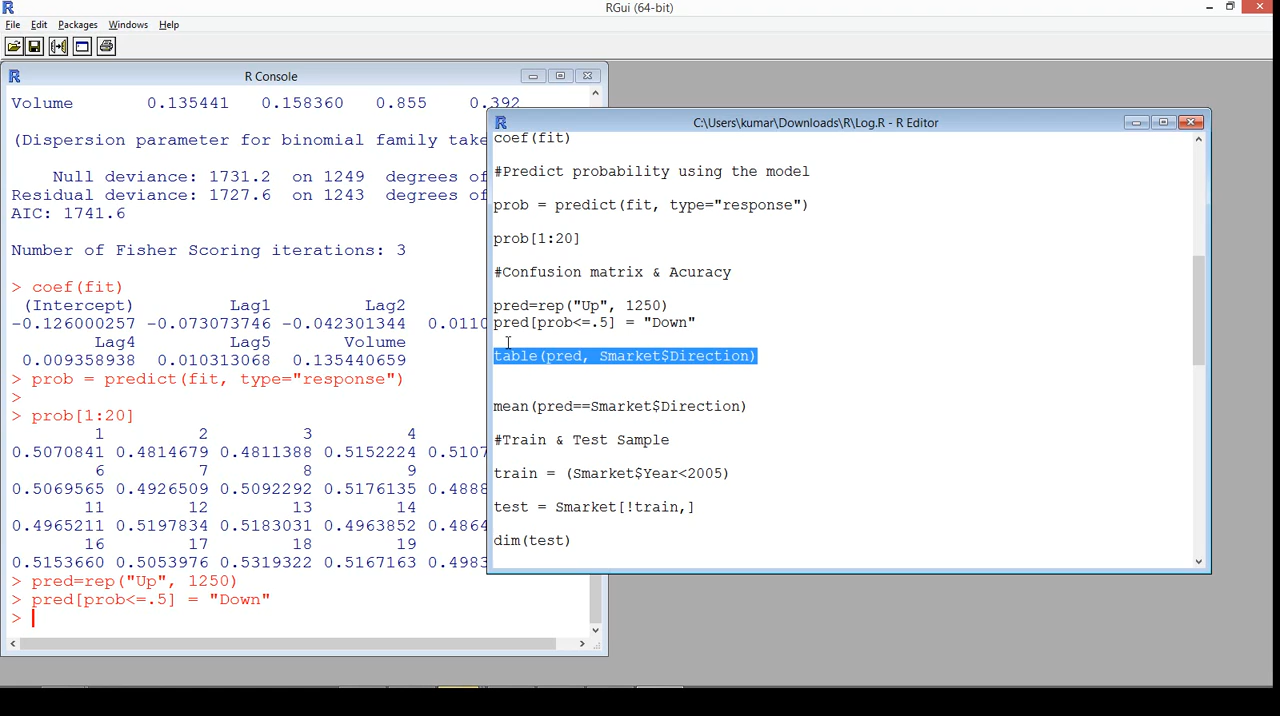 RGui (64-bit)
File Edit Packages Windows Help
R Console
Volume 0.135441 0.158360 0.855 0.392
(Dispersion parameter for binomial family take
Null deviance: 1731.2 on 1249 degrees of
Residual deviance: 1727.6 on 1243 degrees of
AIC: 1741.6
Number of Fisher Scoring iterations: 3
> coef(fit)
(Intercept) Lag1 Lag2
-0.126000257 -0.073073746 -0.042301344 0.0110
Lag4 Lag5 Volume
0.009358938 0.010313068 0.135440659
> prob = predict(fit, type="response")
>
> prob[1:20]
1 2 3 4
0.5070841 0.4814679 0.4811388 0.5152224 0.5107
6 7 8 9
0.5069565 0.4926509 0.5092292 0.5176135 0.4888
11 12 13 14
0.4965211 0.5197834 0.5183031 0.4963852 0.4864
16 17 18 19
0.5153660 0.5053976 0.5319322 0.5167163 0.4983
> pred=rep("Up", 1250)
> pred[prob<=.5] = "Down"
>
C:\Users\kumar\Downloads\R\Log.R - R Editor
coef(fit)
#Predict probability using the model
prob = predict(fit, type="response")
prob[1:20]
#Confusion matrix & Acuracy
pred=rep("Up", 1250)
pred[prob<=.5] = "Down"
table(pred, Smarket$Direction)
mean(pred==Smarket$Direction)
#Train & Test Sample
train = (Smarket$Year<2005)
test = Smarket[!train,]
dim(test)